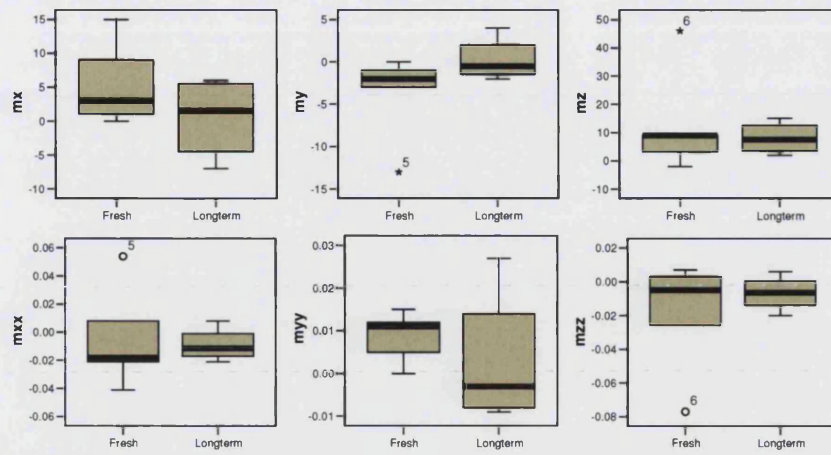 mx
15
10
5
0
-5
-10
Fresh
Longterm
my
5
0
-5
-10
-15
5
Fresh
Longterm
mz
50
40
30
20
10
0
-10
6
Fresh
Longterm
mxx
0.06
0.04
0.02
0.00
-0.02
-0.04
-0.06
5
Fresh
Longterm
myy
0.03
0.02
0.01
0.00
-0.01
Fresh
Longterm
mzz
0.02
0.00
-0.02
-0.04
-0.06
-0.08
6
Fresh
Longterm